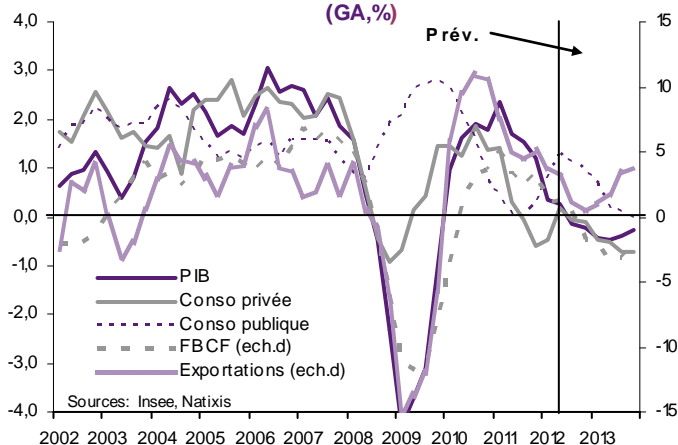 (GA,%)
Prév.
4,0
3,0
2,0
1,0
0,0
-1,0
-2,0
-3,0
-4,0
15
10
5
0
-5
-10
-15
PIB
Conso privée
Conso publique
FBCF (ech.d)
Exportations (ech.d)
Sources: Insee, Natixis
2002 2003 2004 2005 2006 2007 2008 2009 2010 2011 2012 2013